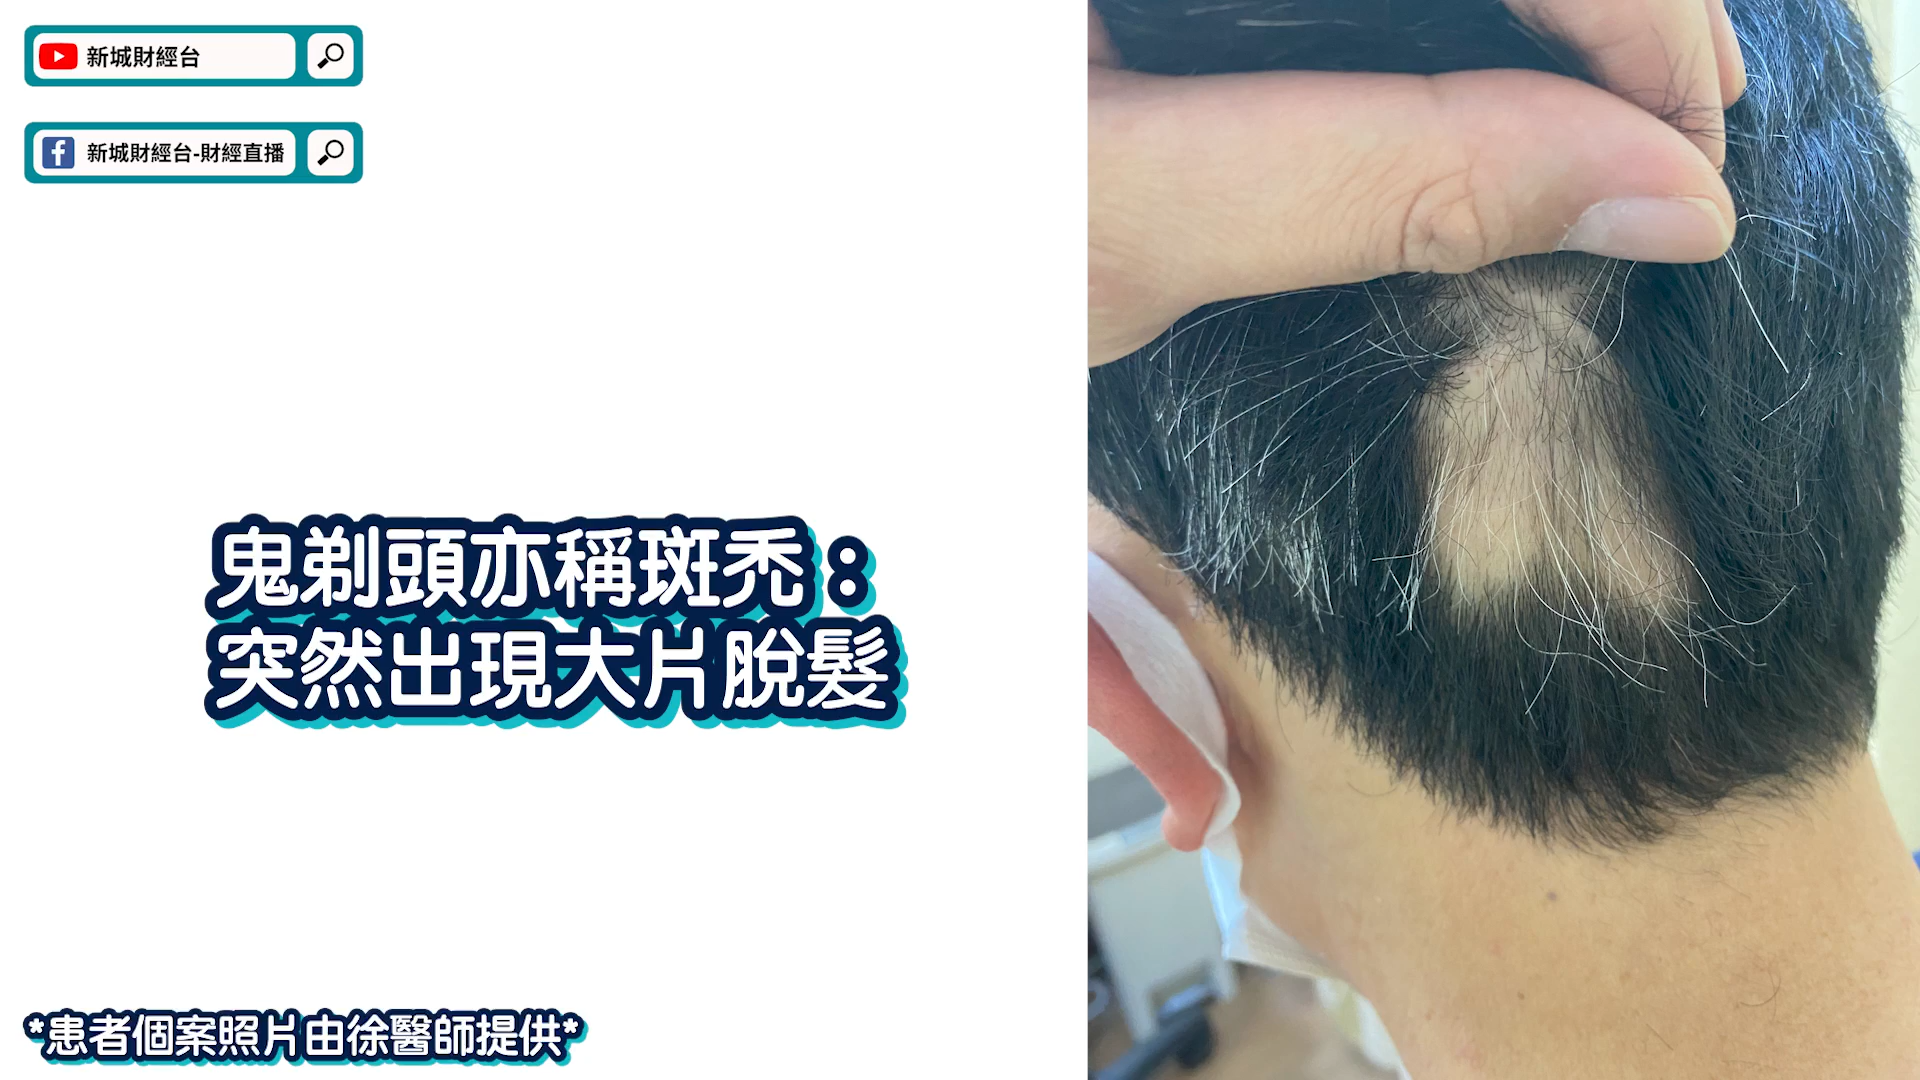 新城財經台
新城財經台-財經直播
鬼剃頭亦稱斑禿：
突然出現大片脫髮
*患者個案照片由徐醫師提供*